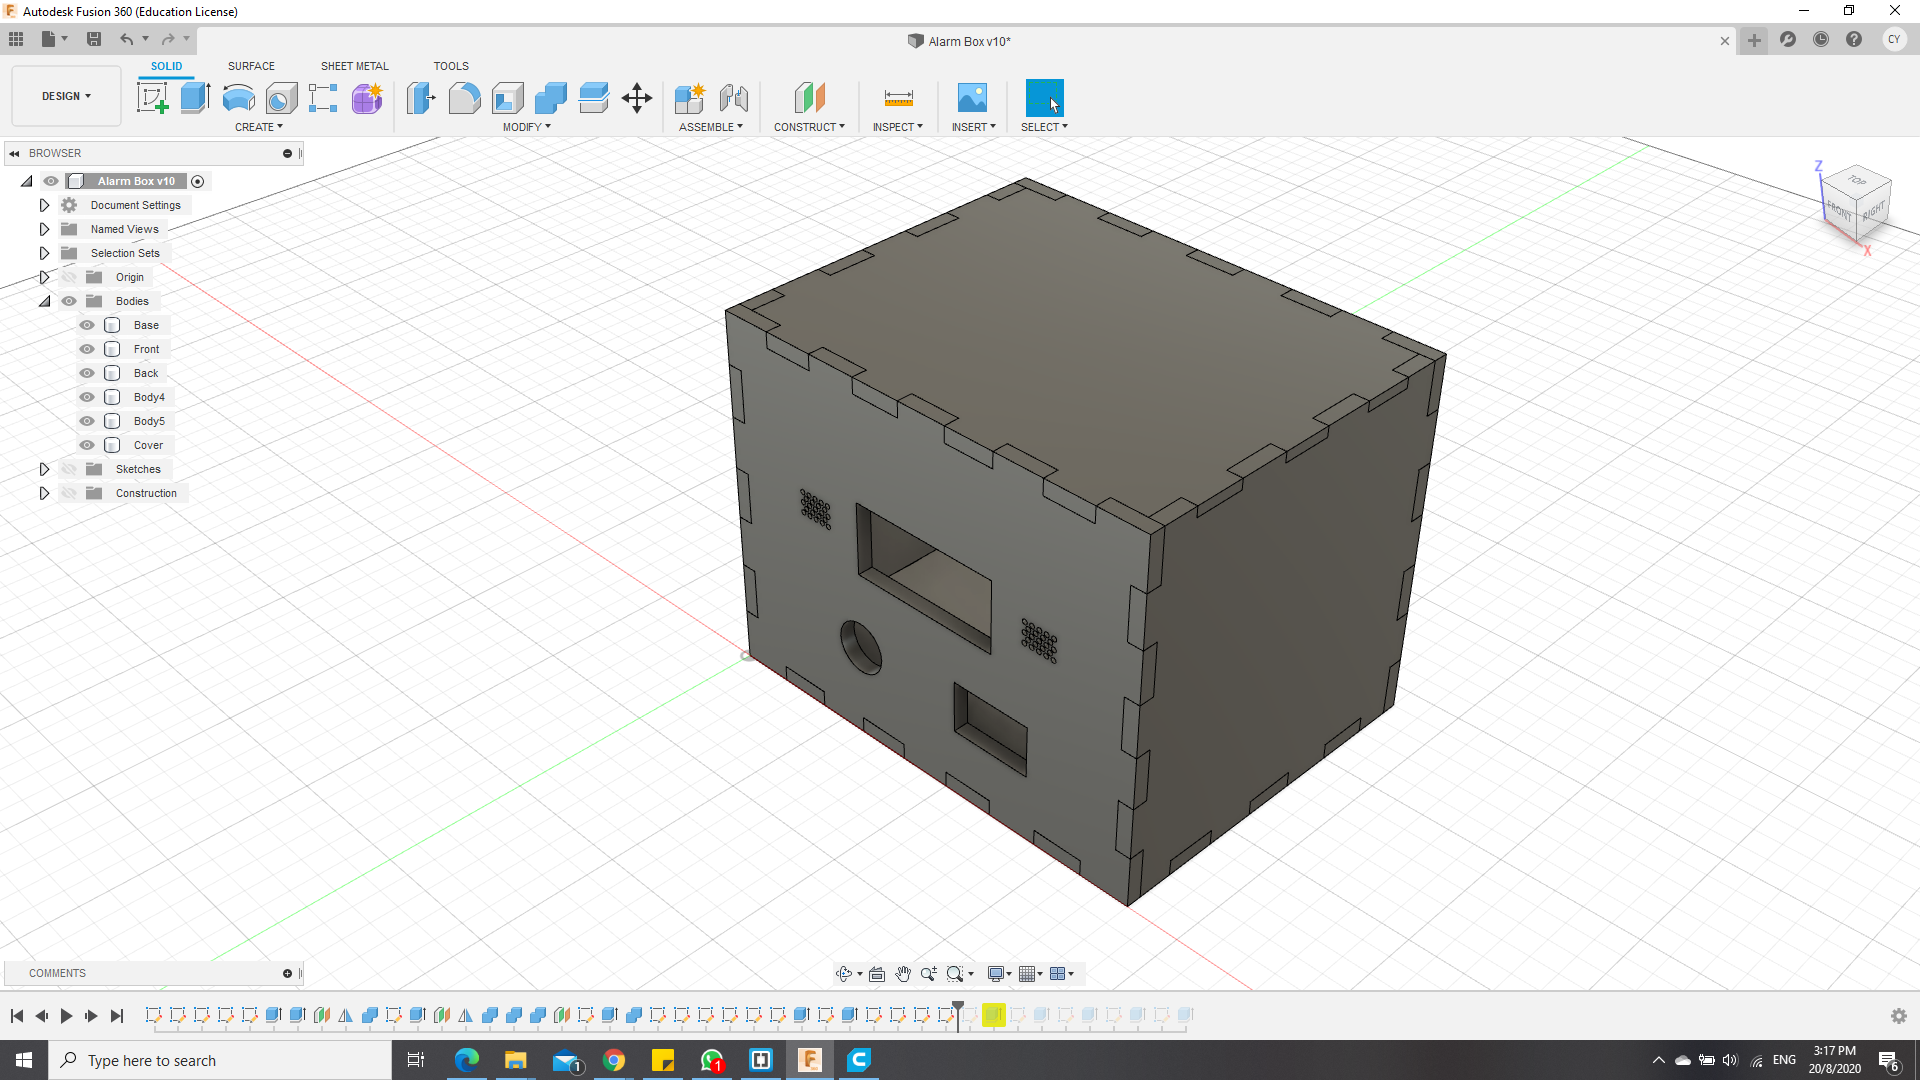 Autodesk Fusion 360 (Education License)
Alarm Box v10*
CY
DESIGN
SOLID
SURFACE
SHEET METAL
TOOLS
CREATE
MODIFY
ASSEMBLE
CONSTRUCT
INSPECT
INSERT
SELECT
BROWSER
Alarm Box v10
Document Settings
Named Views
Selection Sets
Origin
Bodies
Base
Front
Back
Body4
Body5
Cover
Sketches
Construction
Z
TOP
FRONT
RIGHT
X
COMMENTS
Type here to search
1
1
ENG
3:17 PM
20/8/2020
6